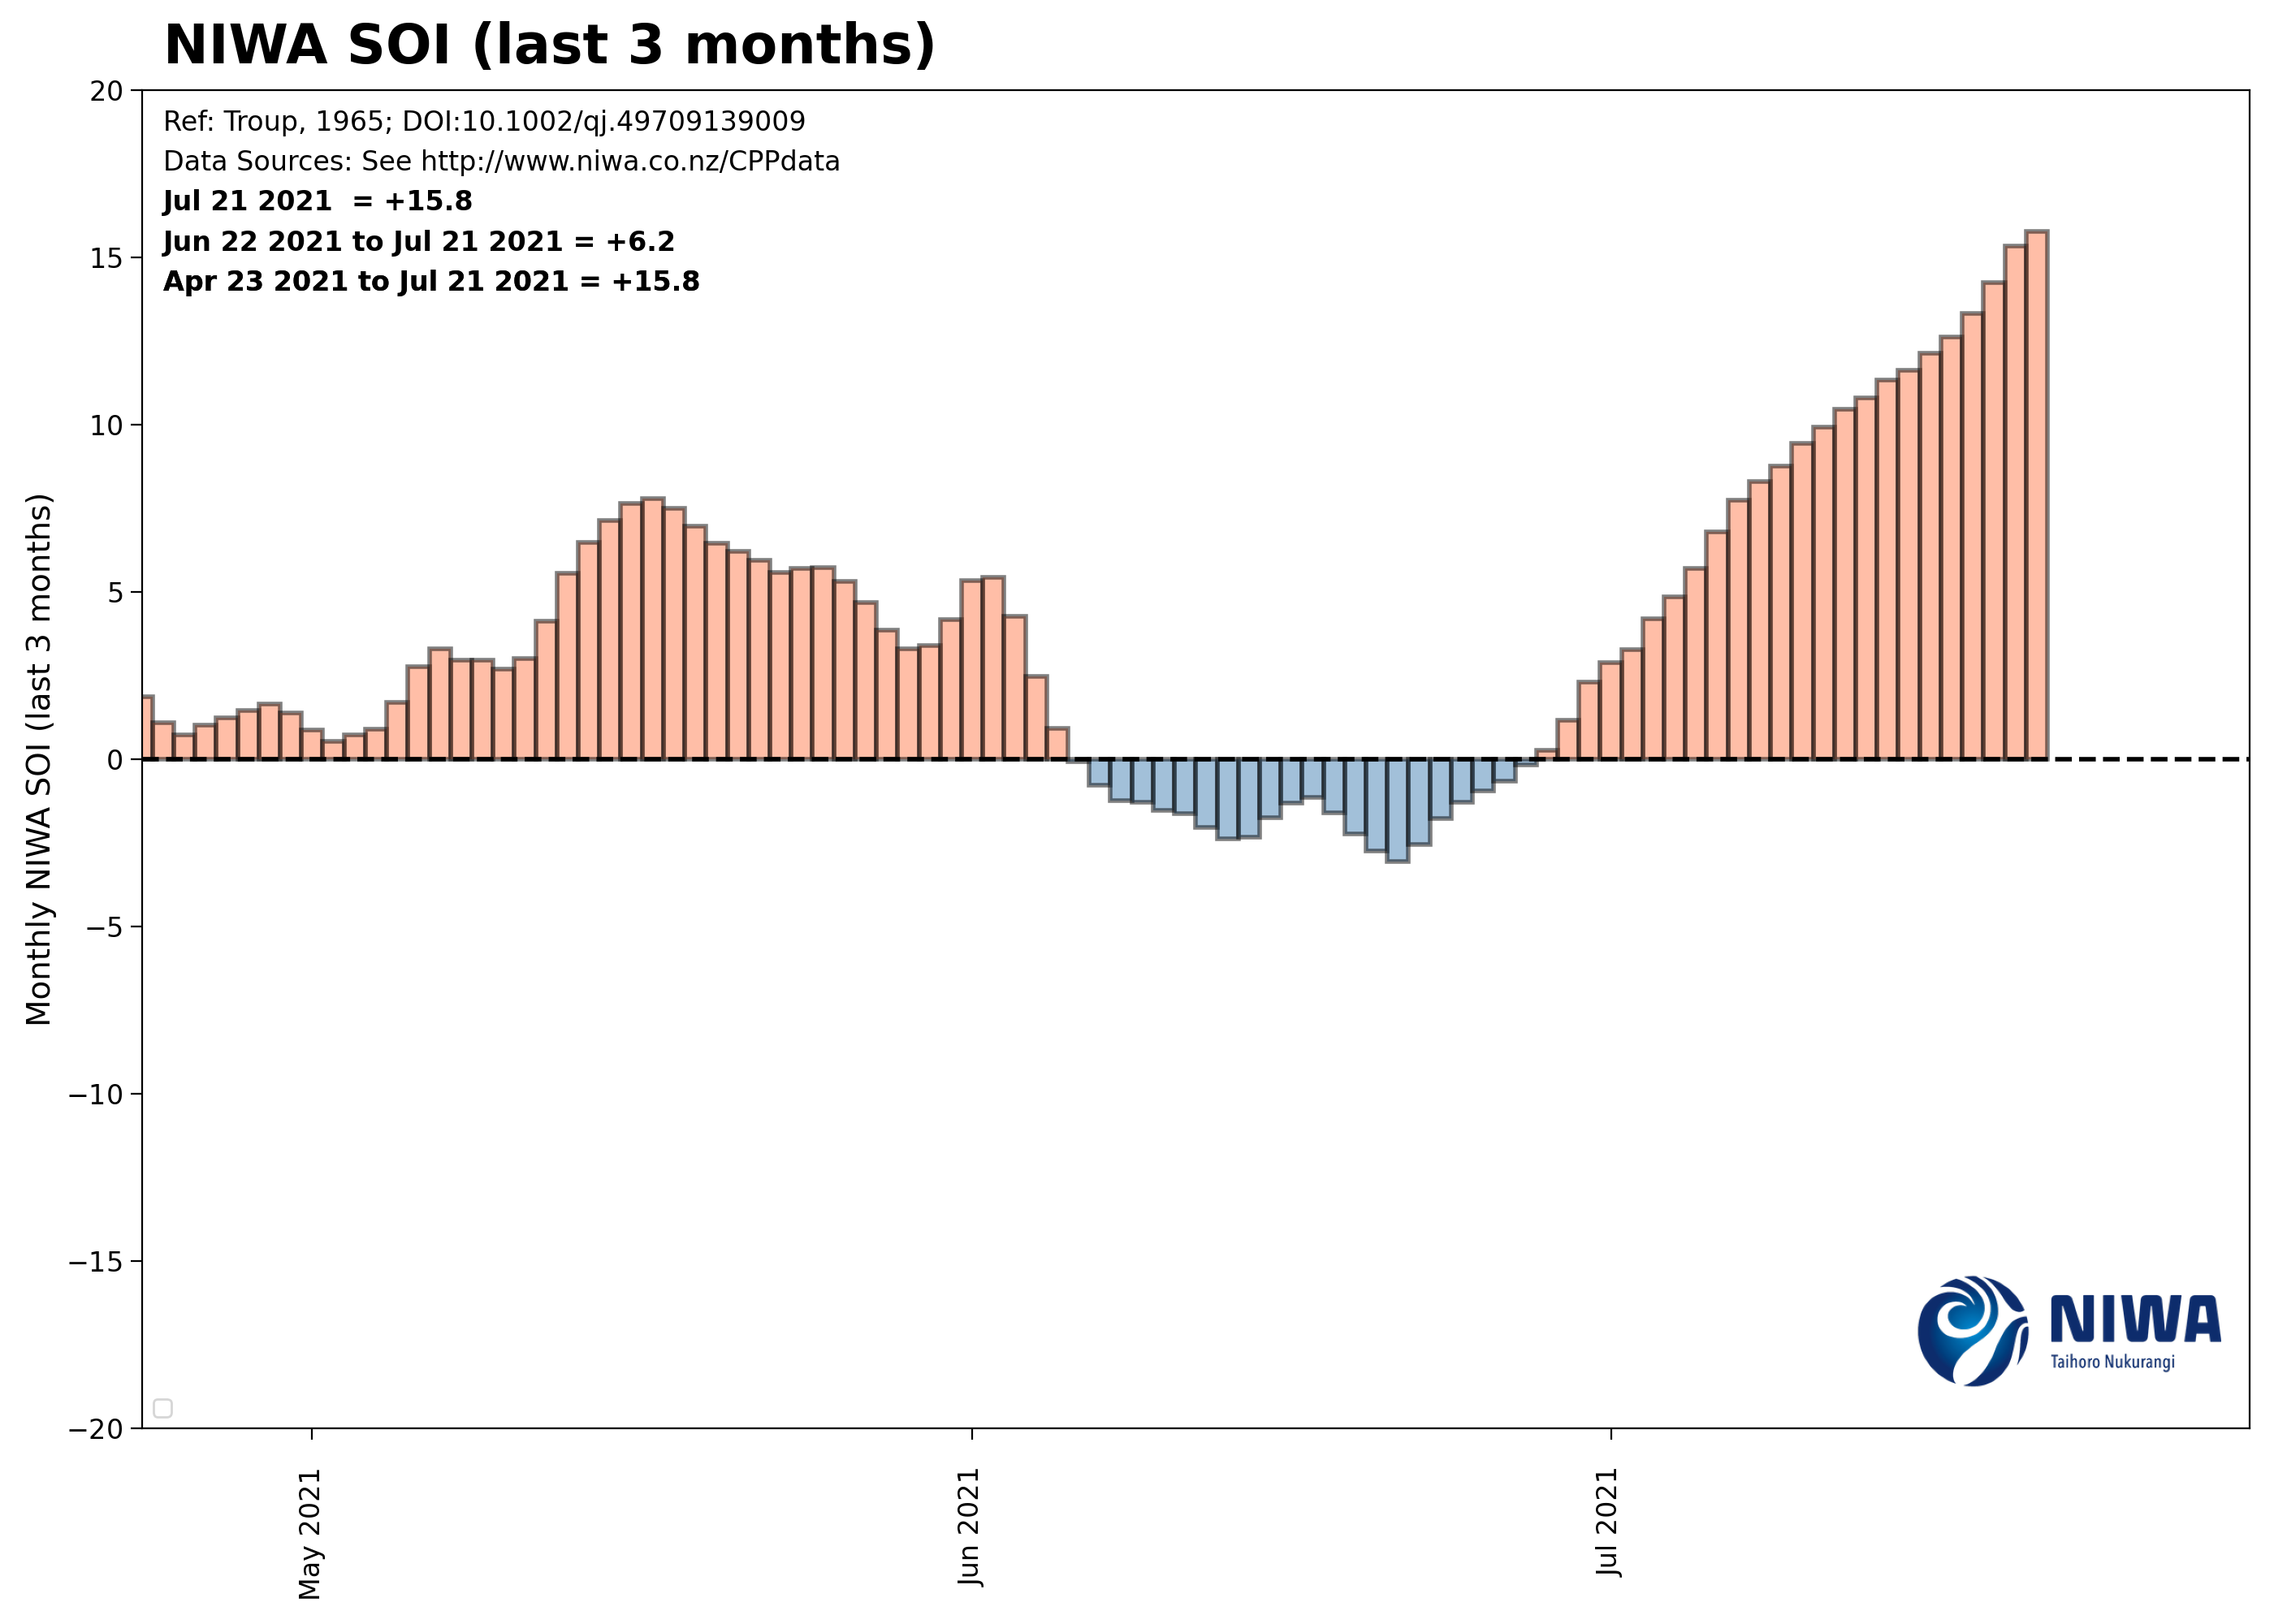 NIWA SOI (last 3 months)
Ref: Troup, 1965; DOI:10.1002/qj.49709139009
Data Sources: See http://www.niwa.co.nz/CPPdata
Jul 21 2021  = +15.8
Jun 22 2021 to Jul 21 2021 = +6.2
Apr 23 2021 to Jul 21 2021 = +15.8
Monthly NIWA SOI (last 3 months)
20
15
10
5
0
−5
−10
−15
−20
NIWA
Taihoro Nukurangi
May 2021
Jun 2021
Jul 2021